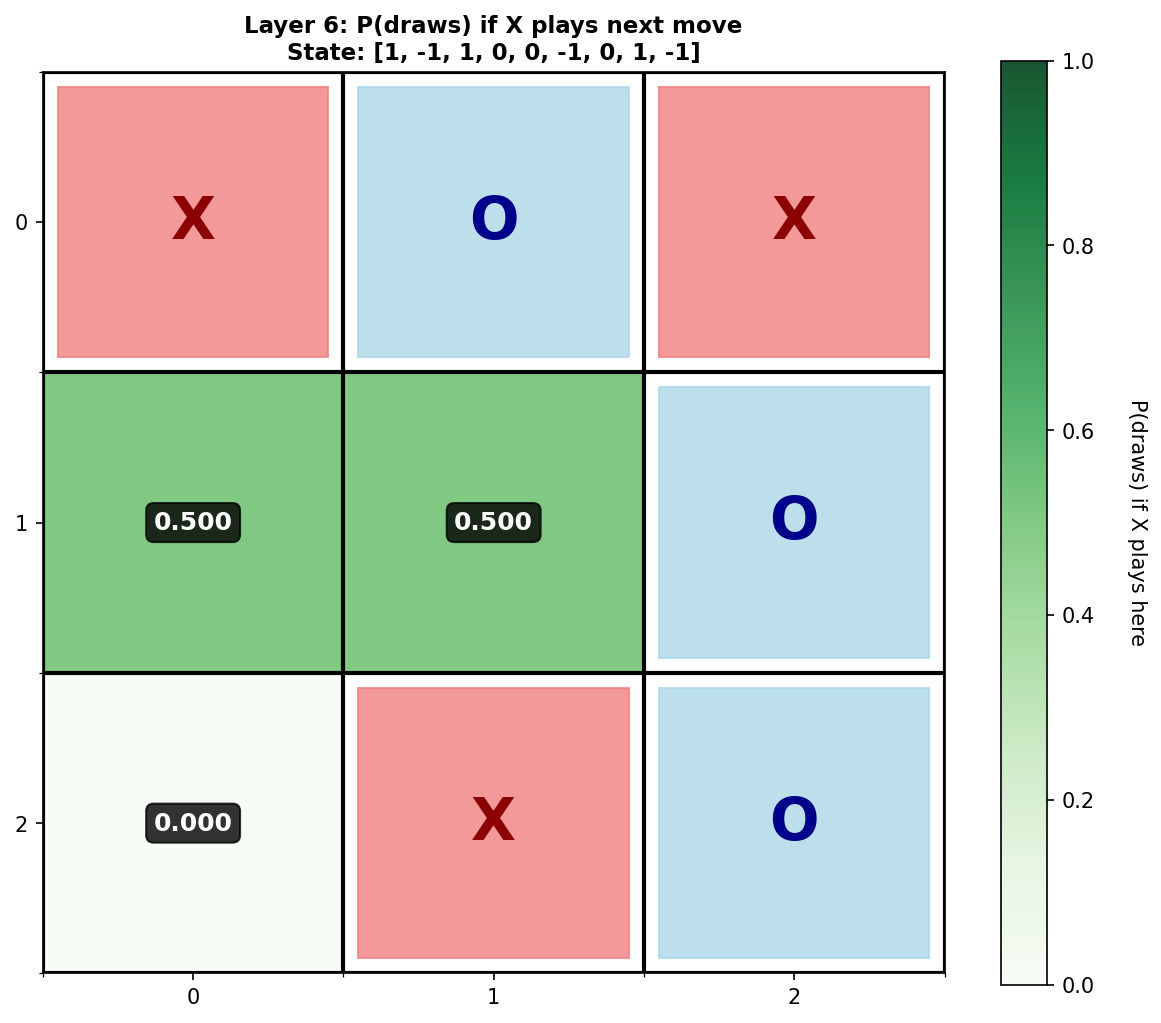 Layer 6: P(draws) if X plays next move
State: [1, -1, 1, 0, 0, -1, 0, 1, -1]
X O X
0.500 0.500 O
0.000 X O
0
1
2
0 1 2
1.0
0.8
0.6
0.4
0.2
0.0
P(draws) if X plays here